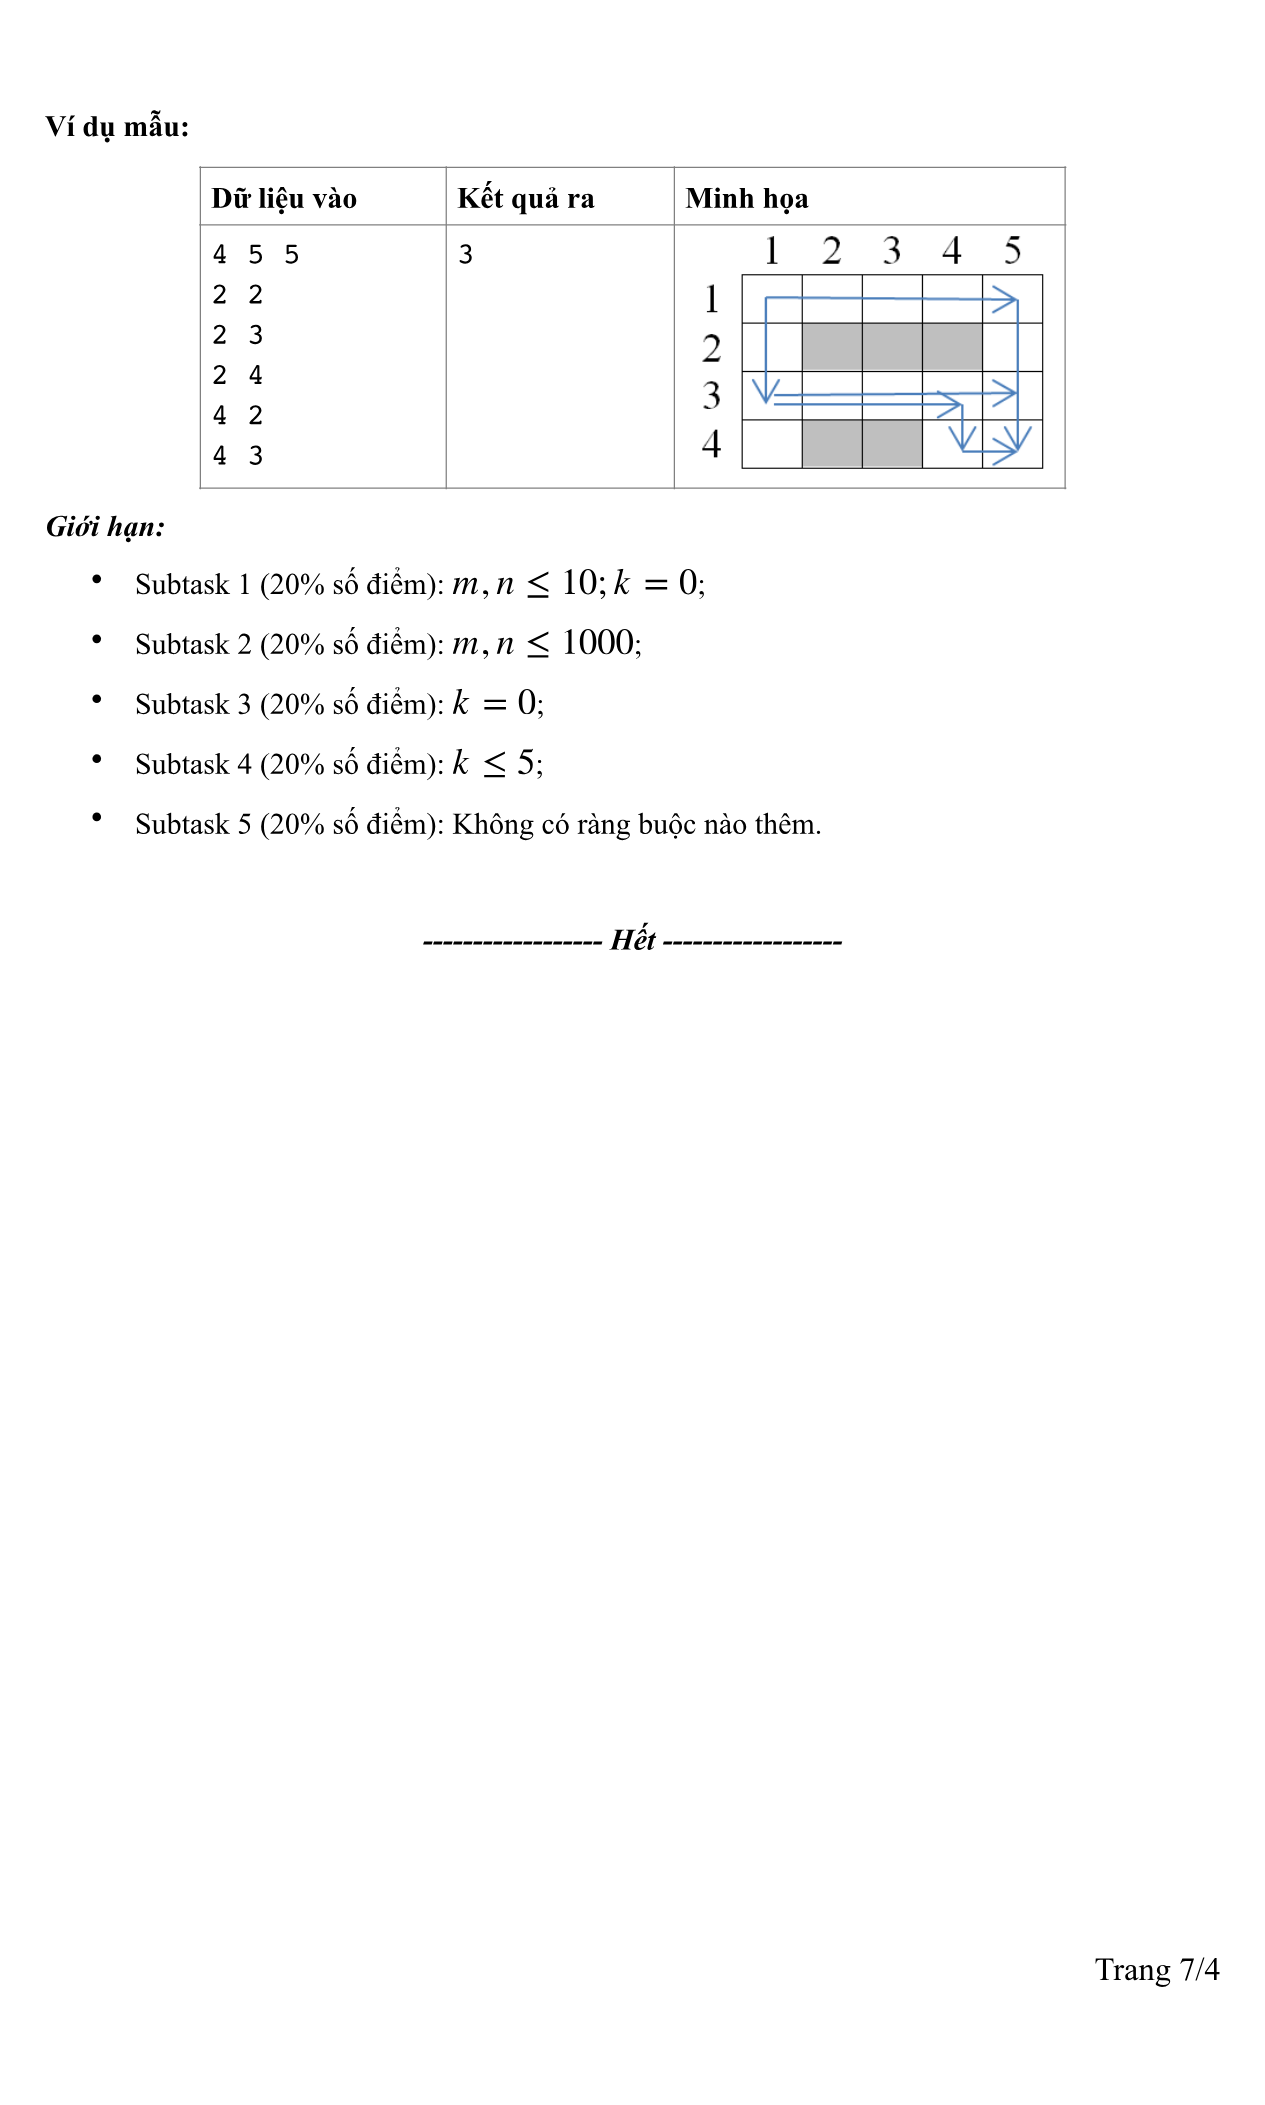 Ví dụ mẫu:
Dữ liệu vào Kết quả ra Minh họa
4 5 5
2 2
2 3
2 4
4 2
4 3
3
1 2 3 4 5
1
2
3
4
Giới hạn:
• Subtask 1 (20% số điểm): m, n ≤ 10; k = 0;
• Subtask 2 (20% số điểm): m, n ≤ 1000;
• Subtask 3 (20% số điểm): k = 0;
• Subtask 4 (20% số điểm): k ≤ 5;
• Subtask 5 (20% số điểm): Không có ràng buộc nào thêm.
------------------ Hết ------------------
Trang 7/4